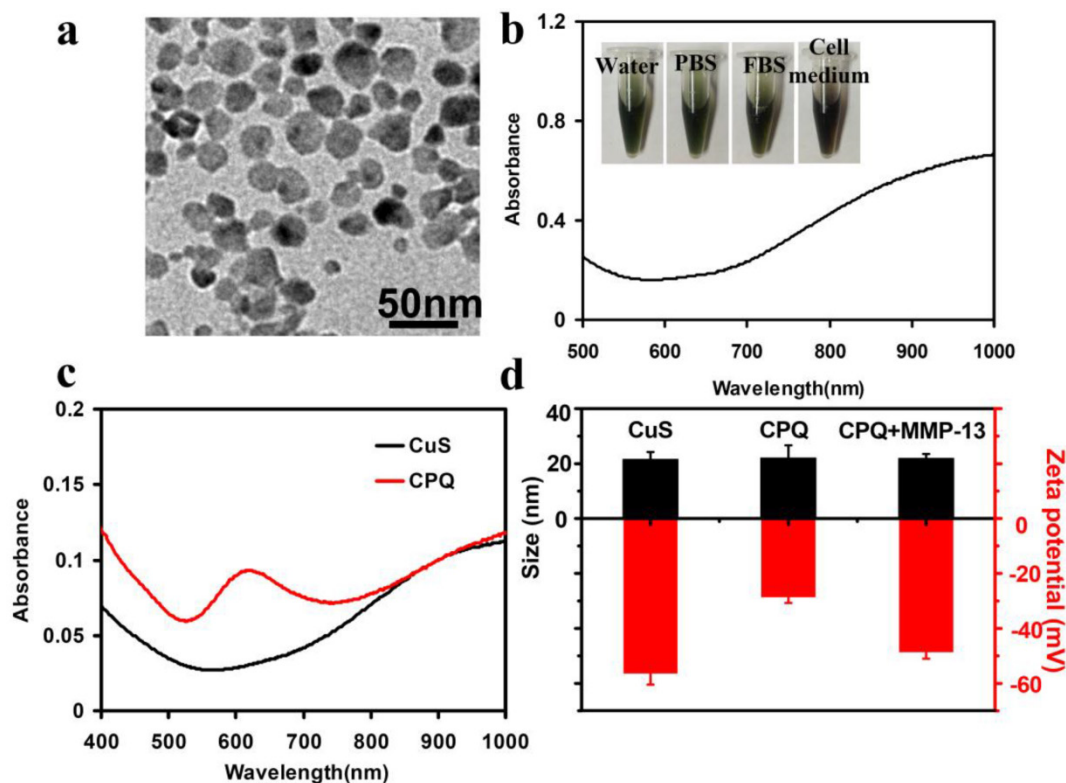 a
50nm
b
1.2
0.8
0.4
0
Absorbance
Water
PBS
FBS
Cell
medium
500
600
700
800
900
1000
Wavelength(nm)
c
0.2
0.15
0.1
0.05
0
Absorbance
CuS
CPQ
400
500
600
700
800
900
1000
Wavelength(nm)
d
40
20
0
Size (nm)
CuS
CPQ
CPQ+MMP-13
0
-20
-40
-60
Zeta potential (mV)